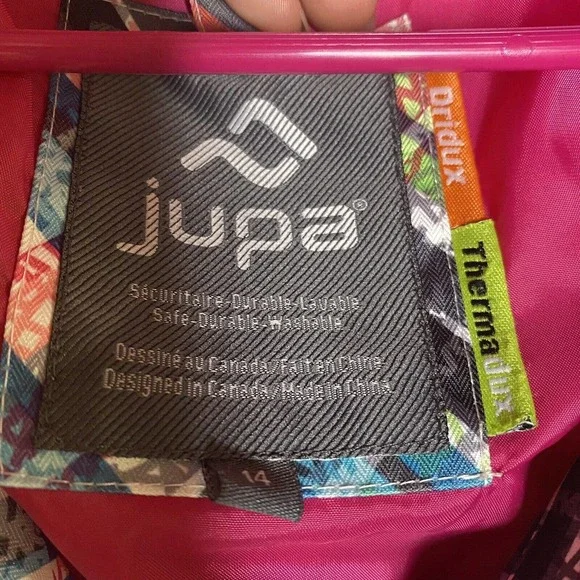 jupa®
Sécuritaire-Durable-Lavable
Safe-Durable-Washable
Dessiné au Canada/Fait en Chine
Designed in Canada/Made in China
14
Dridux
Thermadux